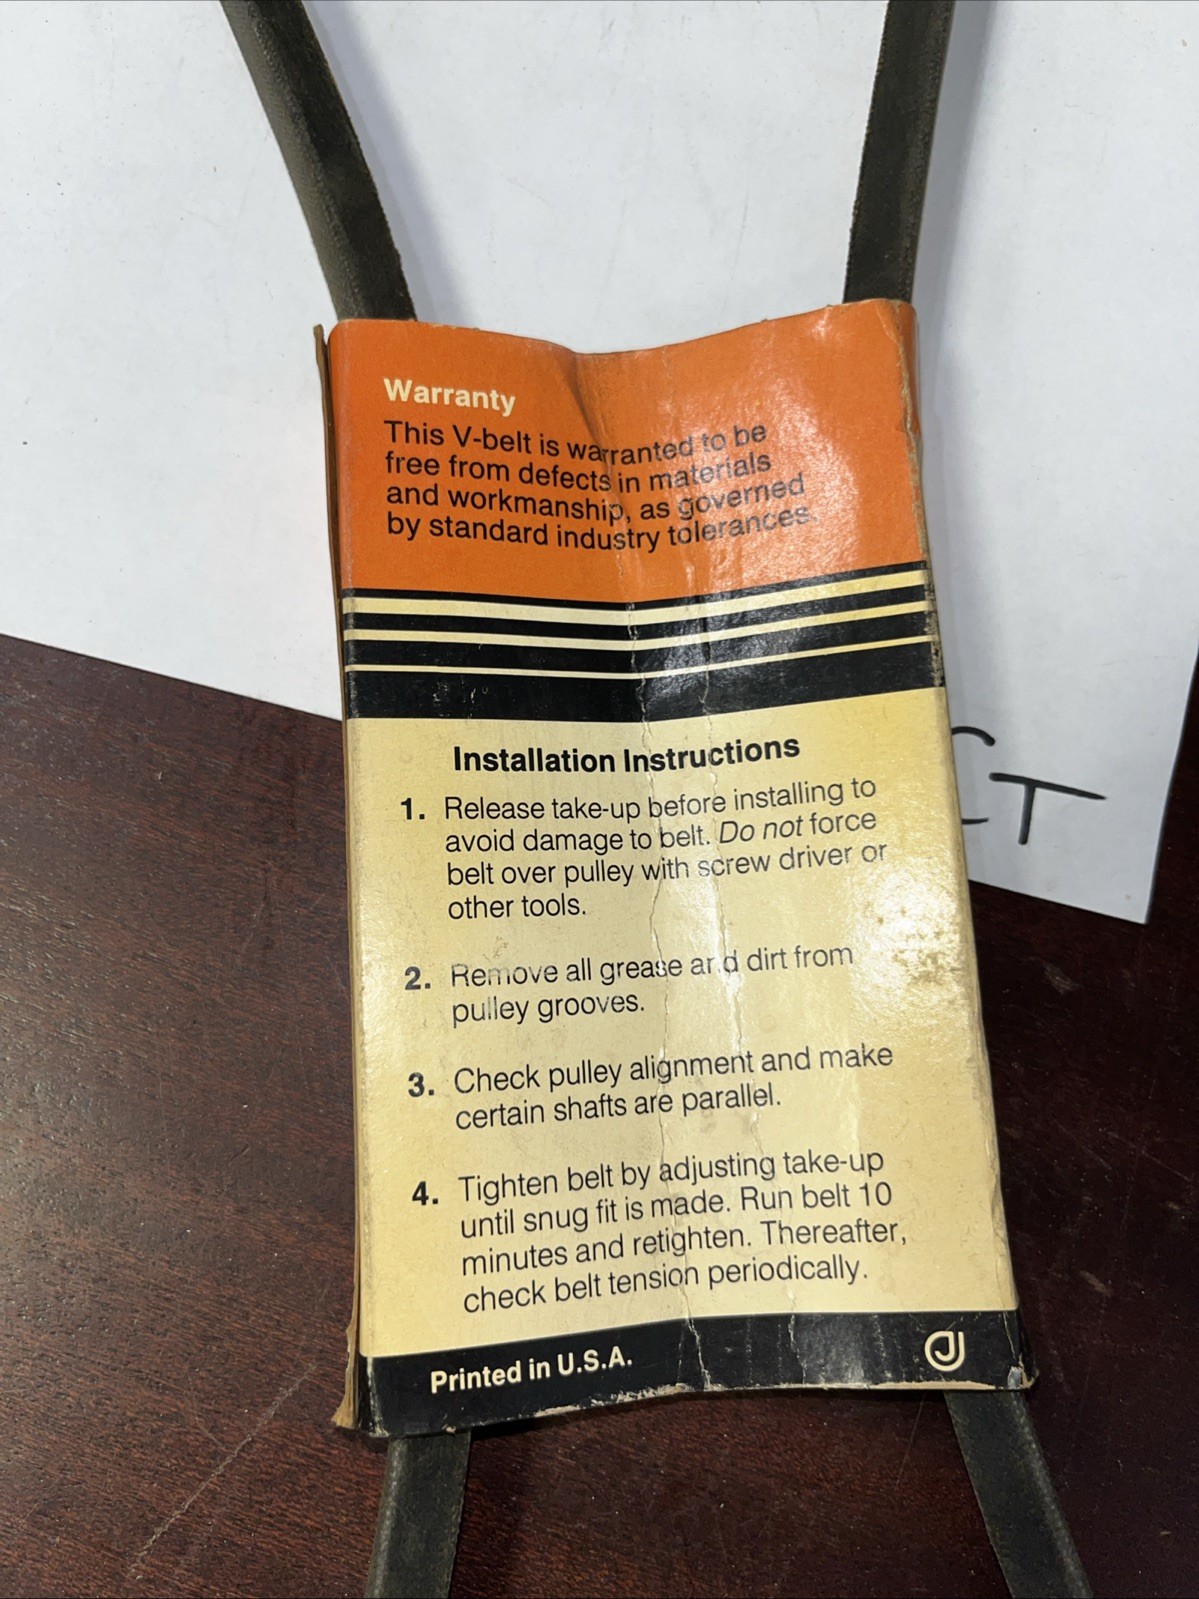 Warranty
This V-belt is warranted to be
free from defects in materials
and workmanship, as governed
by standard industry tolerances.
Installation Instructions
1. Release take-up before installing to
avoid damage to belt. Do not force
belt over pulley with screw driver or
other tools.
2. Remove all grease and dirt from
pulley grooves.
3. Check pulley alignment and make
certain shafts are parallel.
4. Tighten belt by adjusting take-up
until snug fit is made. Run belt 10
minutes and retighten. Thereafter,
check belt tension periodically.
Printed in U.S.A.
CT